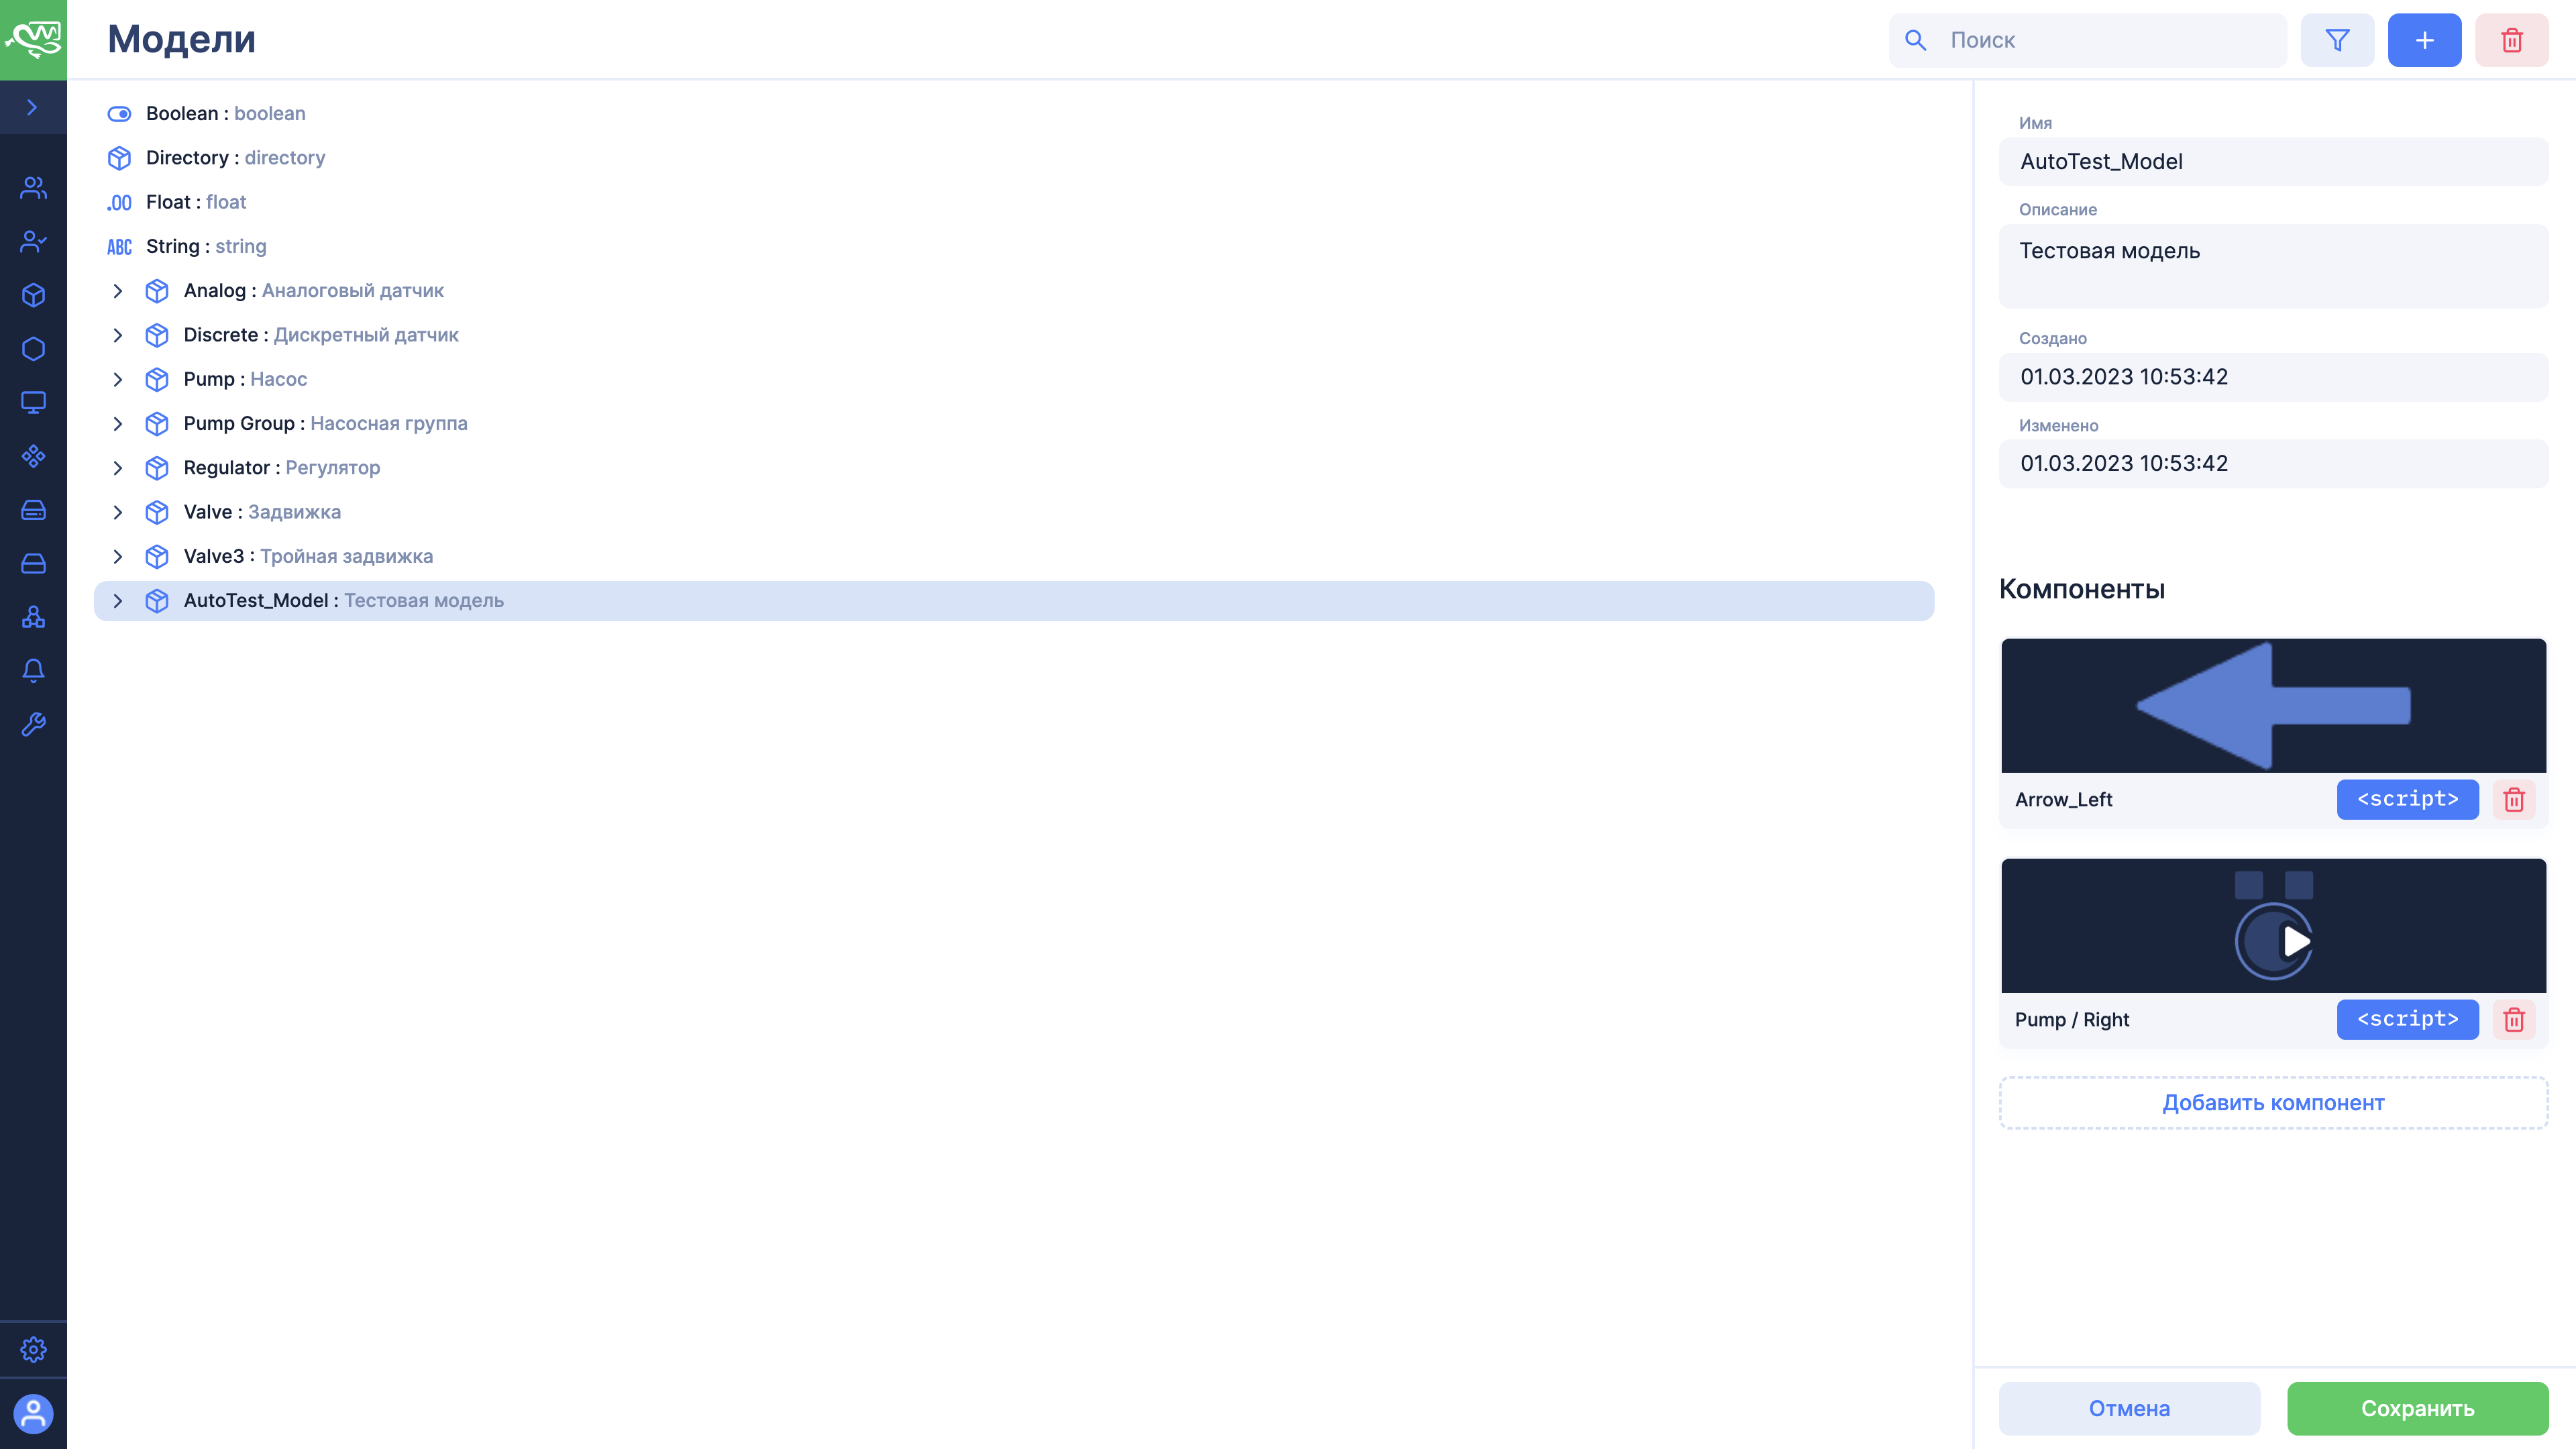 Модели
Поиск
Boolean : boolean
Directory : directory
.00 Float : float
ABC String : string
Analog : Аналоговый датчик
Discrete : Дискретный датчик
Pump : Насос
Pump Group : Насосная группа
Regulator : Регулятор
Valve : Задвижка
Valve3 : Тройная задвижка
AutoTest_Model : Тестовая модель
Имя
AutoTest_Model
Описание
Тестовая модель
Создано
01.03.2023 10:53:42
Изменено
01.03.2023 10:53:42
Компоненты
Arrow_Left <script>
Pump / Right <script>
Добавить компонент
Отмена Сохранить